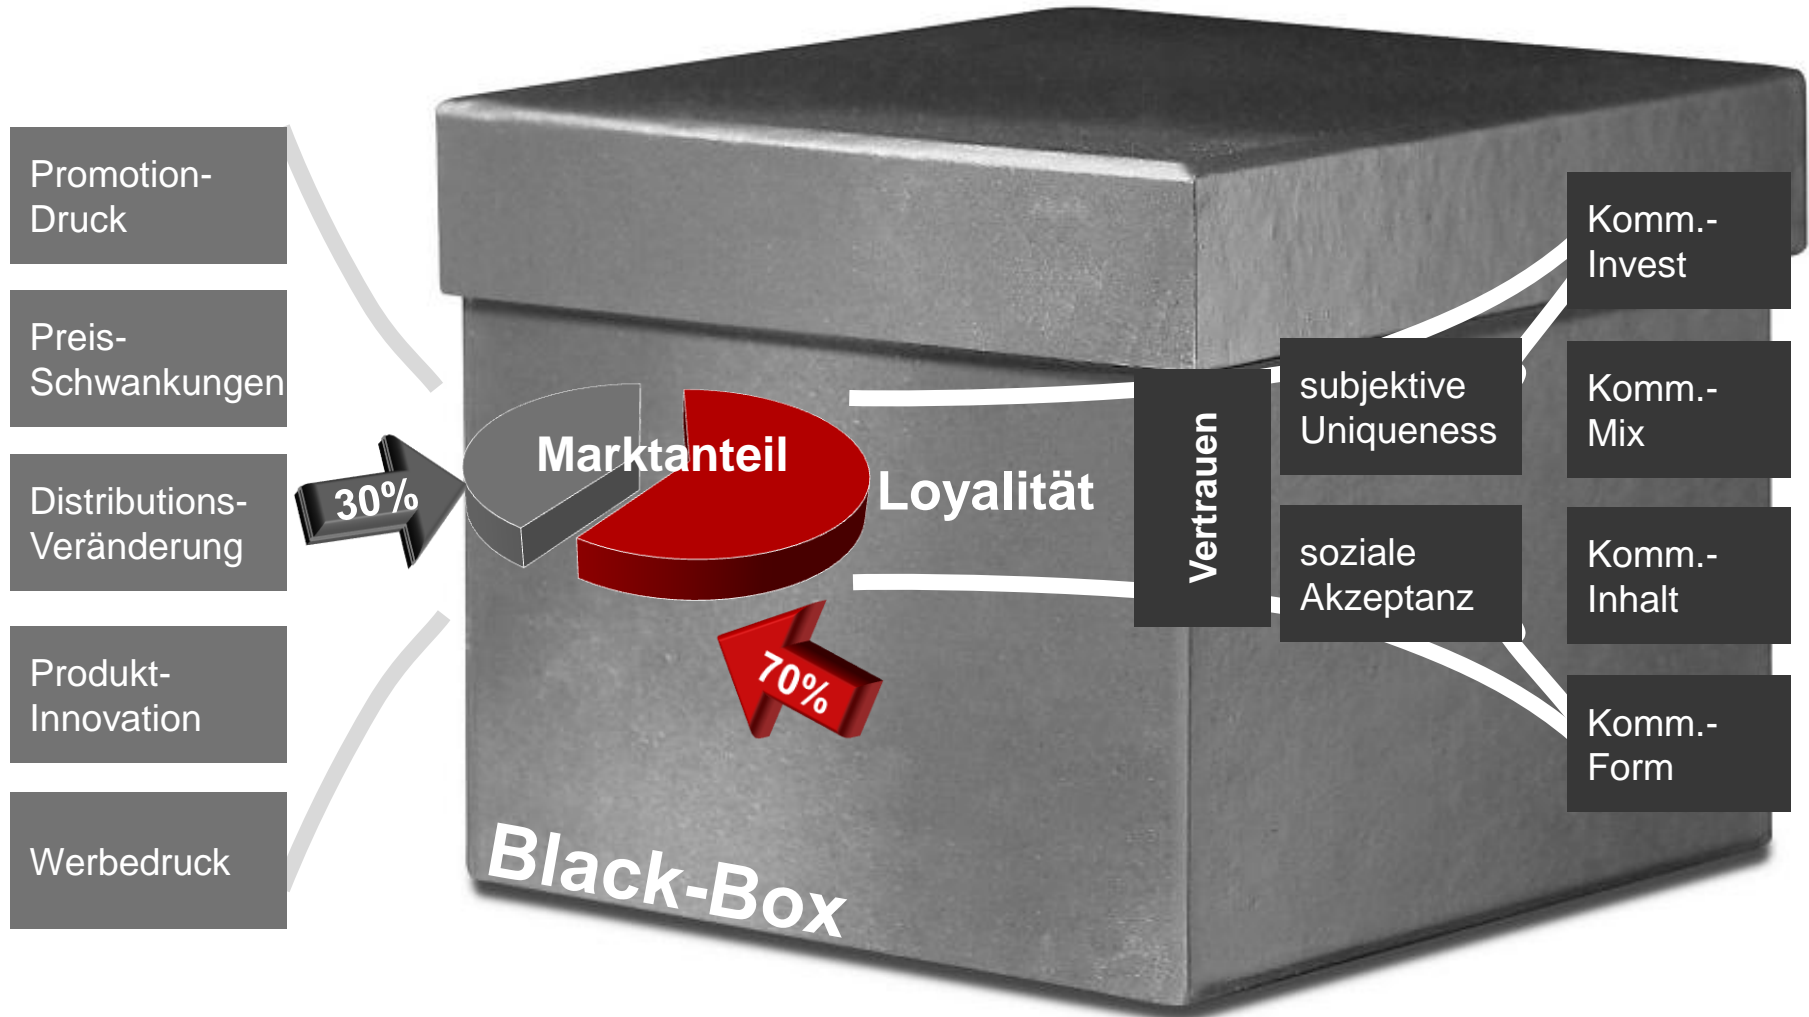 Promotion-
Druck
Preis-
Schwankungen
Distributions-
Veränderung
Produkt-
Innovation
Werbedruck
30%
Marktanteil
70%
Loyalität
Black-Box
Vertrauen
subjektive
Uniqueness
soziale
Akzeptanz
Komm.-
Invest
Komm.-
Mix
Komm.-
Inhalt
Komm.-
Form